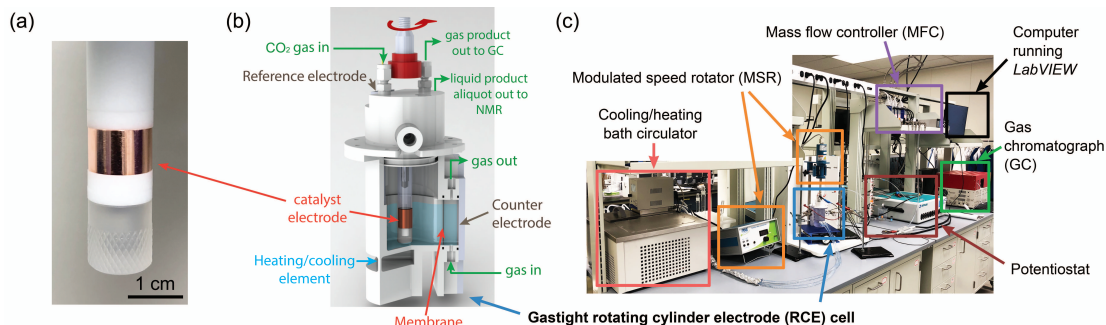 (a)
1 cm
(b)
CO₂ gas in
gas product
out to GC
Reference electrode
liquid product
aliquot out to
NMR
gas out
catalyst
electrode
Counter
electrode
Heating/cooling
element
gas in
Membrane
Gastight rotating cylinder electrode (RCE) cell
(c)
Mass flow controller (MFC)
Computer
running
LabVIEW
Modulated speed rotator (MSR)
Cooling/heating
bath circulator
Gas
chromatograph
(GC)
Potentiostat